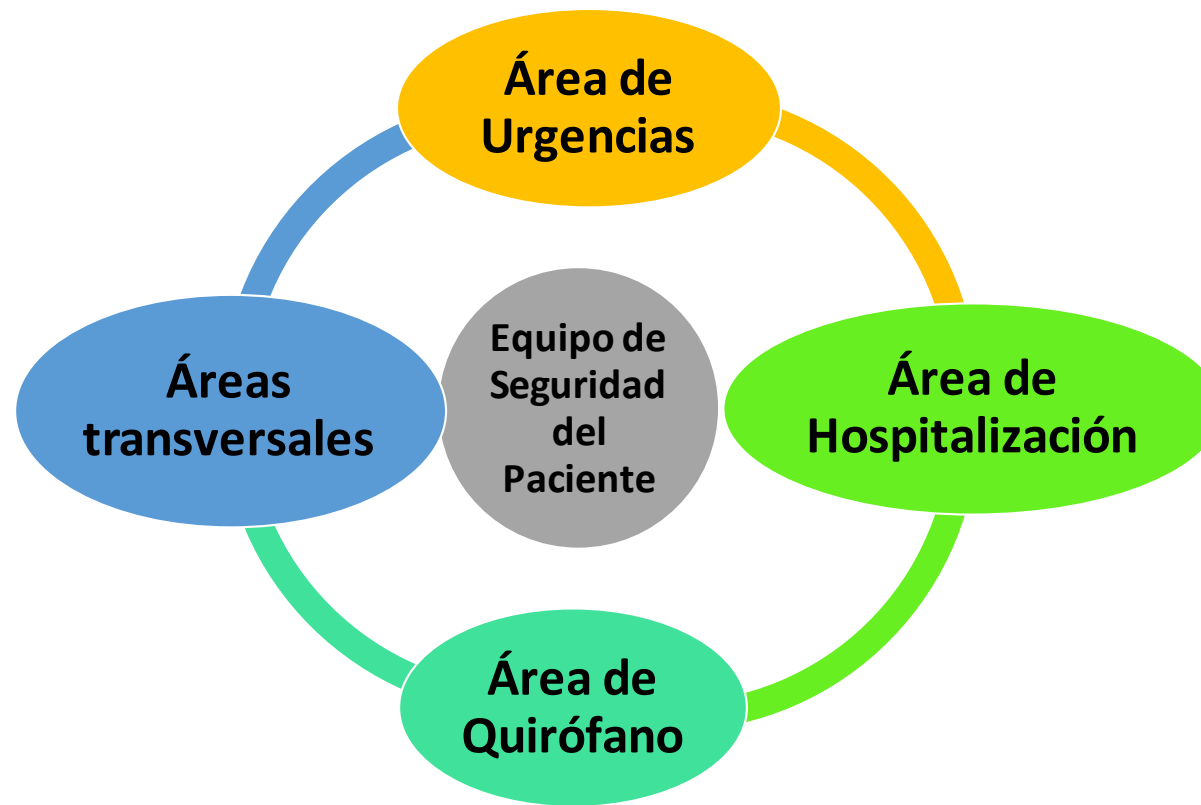 Área de
Urgencias
Equipo de
Seguridad
del
Paciente
Áreas
transversales
Área de
Hospitalización
Área de
Quirófano